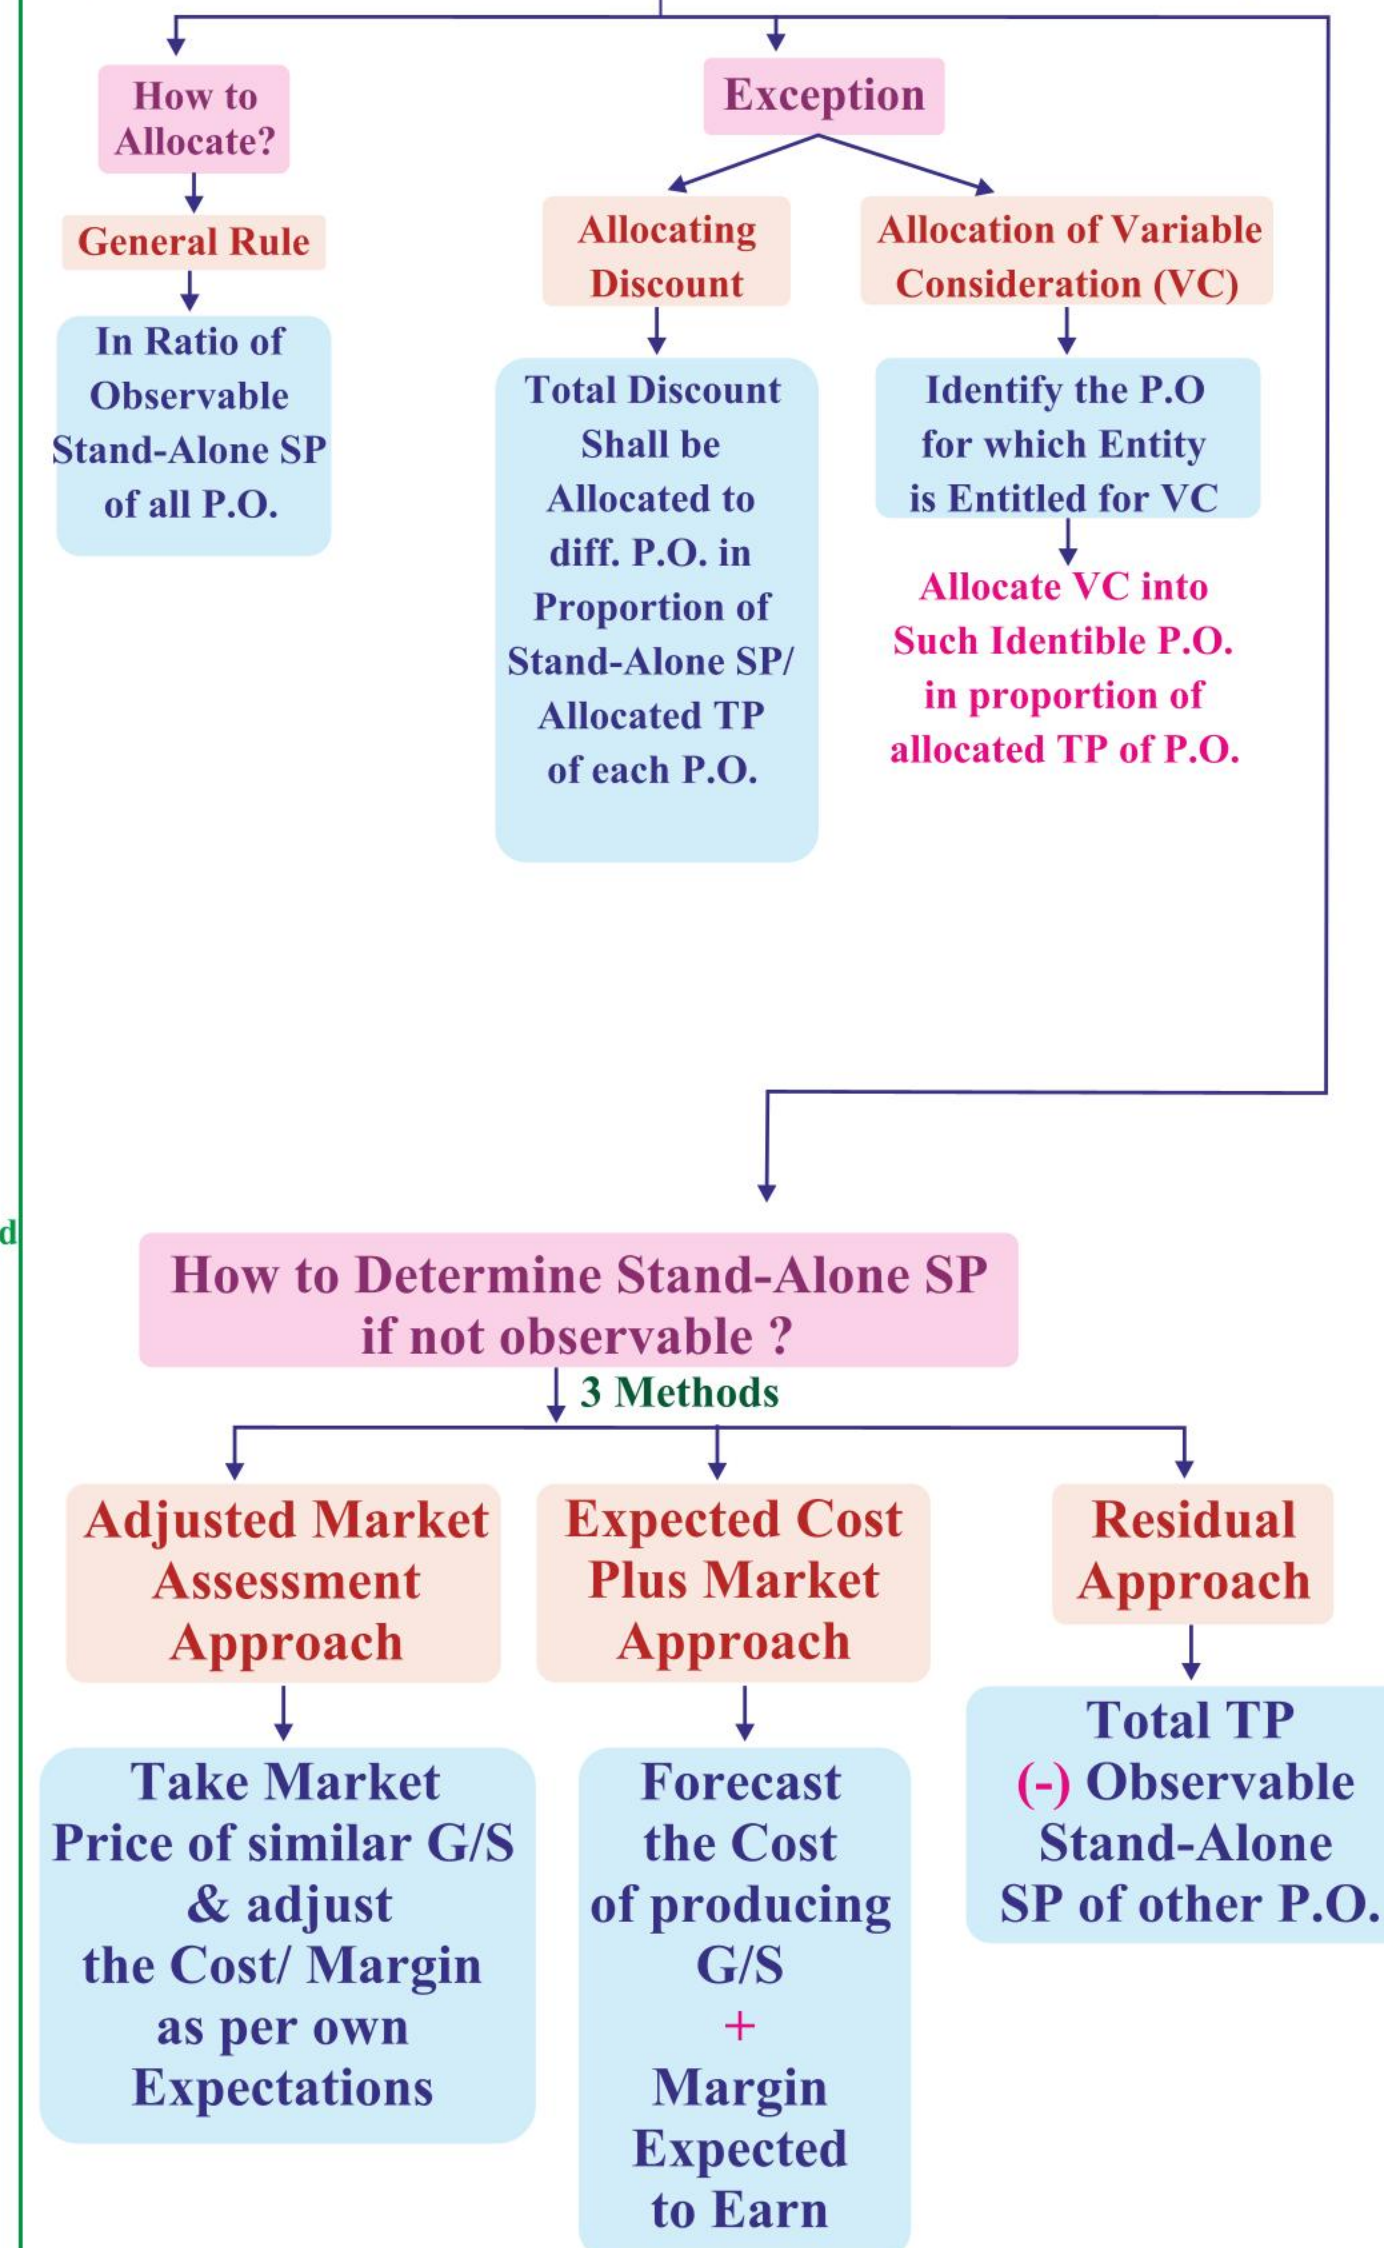 How to
Allocate?
General Rule
In Ratio of
Observable
Stand-Alone SP
of all P.O.
Exception
Allocating
Discount
Total Discount
Shall be
Allocated to
diff. P.O. in
Proportion of
Stand-Alone SP/
Allocated TP
of each P.O.
Allocation of Variable
Consideration (VC)
Identify the P.O
for which Entity
is Entitled for VC
Allocate VC into
Such Identible P.O.
in proportion of
allocated TP of P.O.
d
How to Determine Stand-Alone SP
if not observable ?
3 Methods
Adjusted Market
Assessment
Approach
Take Market
Price of similar G/S
& adjust
the Cost/ Margin
as per own
Expectations
Expected Cost
Plus Market
Approach
Forecast
the Cost
of producing
G/S
+
Margin
Expected
to Earn
Residual
Approach
Total TP
(-) Observable
Stand-Alone
SP of other P.O.